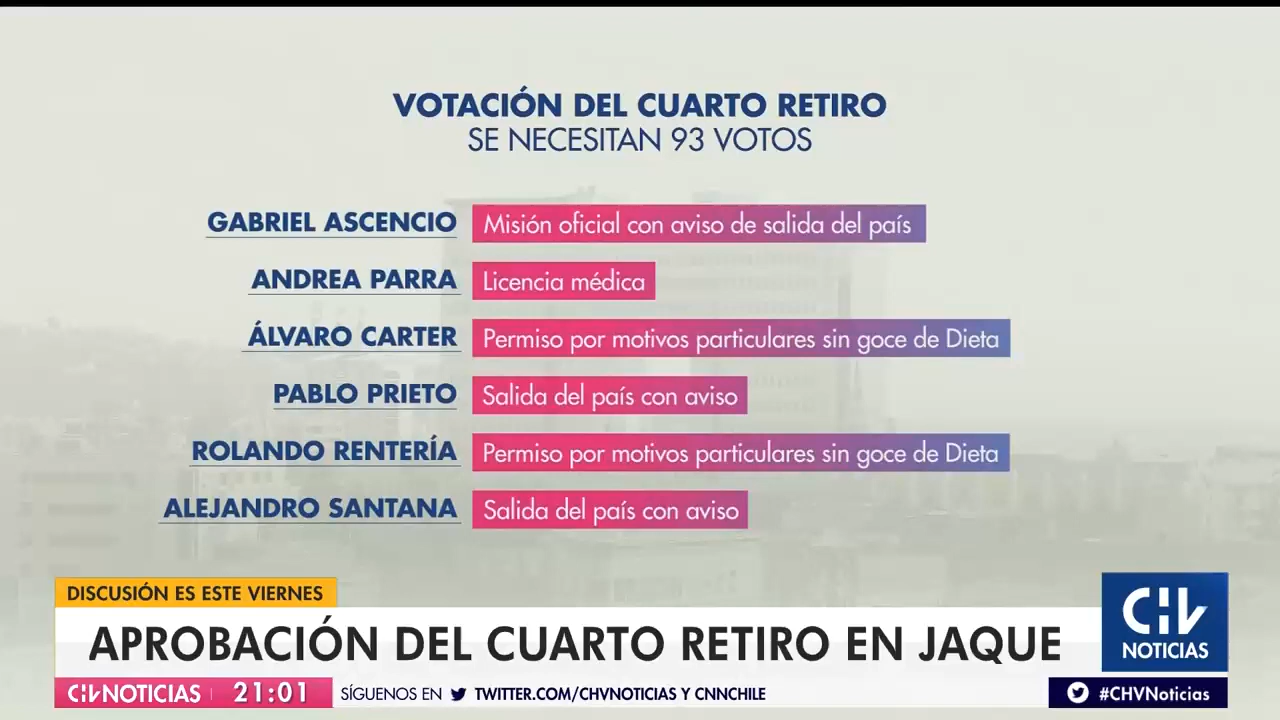 VOTACIÓN DEL CUARTO RETIRO
SE NECESITAN 93 VOTOS
GABRIEL ASCENCIO Misión oficial con aviso de salida del país
ANDREA PARRA Licencia médica
ÁLVARO CARTER Permiso por motivos particulares sin goce de Dieta
PABLO PRIETO Salida del país con aviso
ROLANDO RENTERÍA Permiso por motivos particulares sin goce de Dieta
ALEJANDRO SANTANA Salida del país con aviso
DISCUSIÓN ES ESTE VIERNES
APROBACIÓN DEL CUARTO RETIRO EN JAQUE
CHV
NOTICIAS
CHVNOTICIAS 21:01 SÍGUENOS EN TWITTER.COM/CHVNOTICIAS Y CNNCHILE #CHVNoticias